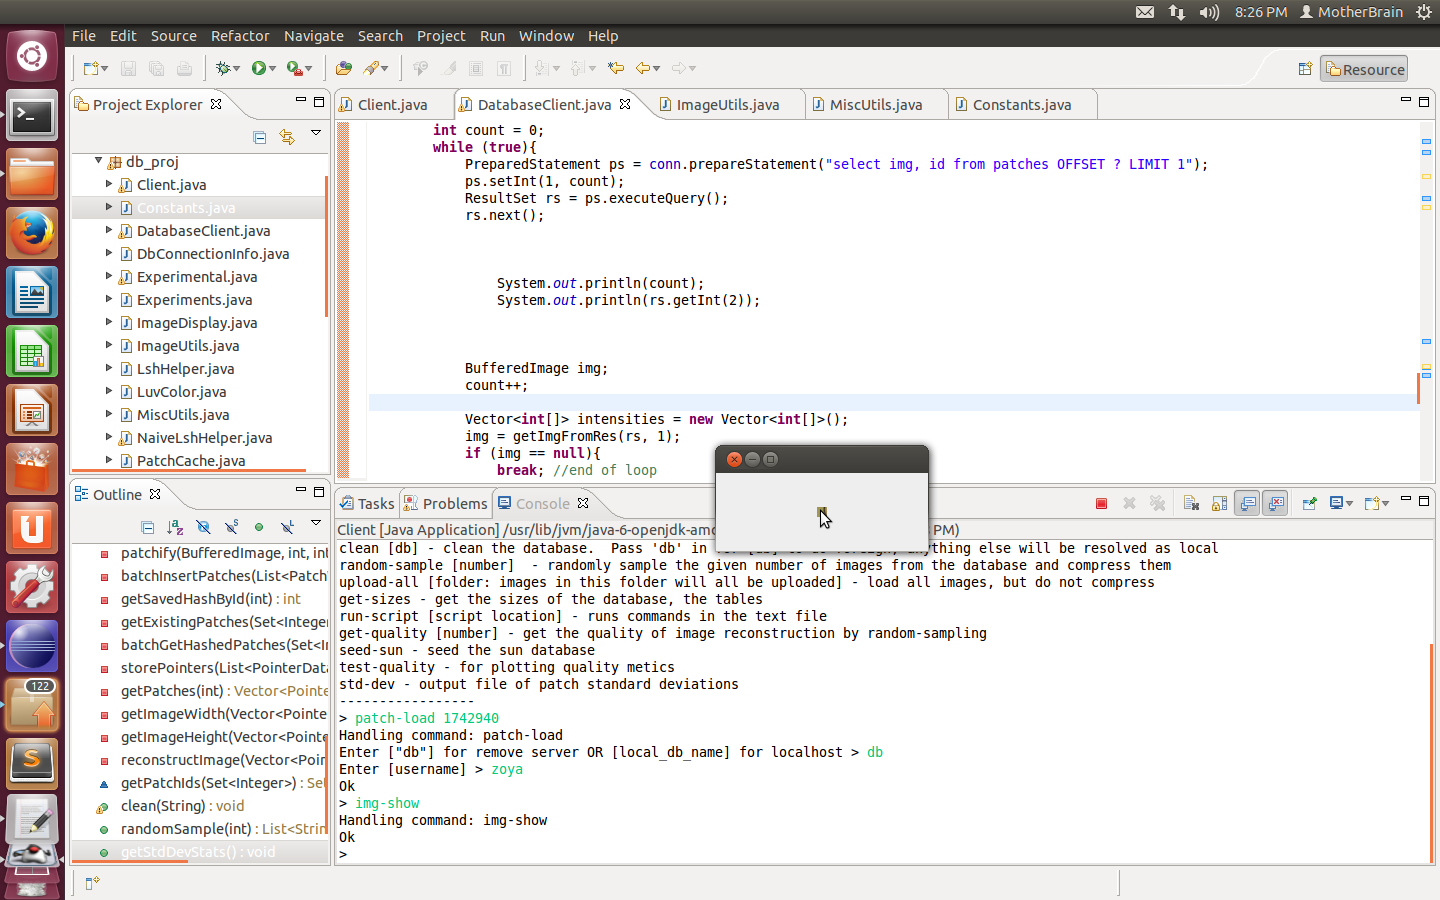 8:26 PM MotherBrain
File Edit Source Refactor Navigate Search Project Run Window Help
Resource
Project Explorer
db_proj
Client.java
Constants.java
DatabaseClient.java
DbConnectionInfo.java
Experimental.java
Experiments.java
ImageDisplay.java
ImageUtils.java
LshHelper.java
LuvColor.java
MiscUtils.java
NaiveLshHelper.java
PatchCache.java
Client.java DatabaseClient.java ImageUtils.java MiscUtils.java Constants.java
int count = 0;
while (true){
PreparedStatement ps = conn.prepareStatement("select img, id from patches OFFSET ? LIMIT 1");
ps.setInt(1, count);
ResultSet rs = ps.executeQuery();
rs.next();
System.out.println(count);
System.out.println(rs.getInt(2));
BufferedImage img;
count++;
Vector<int[]> intensities = new Vector<int[]>();
img = getImgFromRes(rs, 1);
if (img == null){
break; //end of loop
Outline
patchify(BufferedImage, int, int
batchInsertPatches(List<Patch
getSavedHashById(int) : int
getExistingPatches(Set<Integer
batchGetHashedPatches(Set<In
storePointers(List<PointerData
getPatches(int) : Vector<Pointe
getImageWidth(Vector<Pointe
getImageHeight(Vector<Pointe
reconstructImage(Vector<Poin
getPatchIds(Set<Integer>) : Se
clean(String) : void
randomSample(int) : List<Strin
getStdDevStats() : void
122
Tasks Problems Console
Client [Java Application] /usr/lib/jvm/java-6-openjdk-amd PM)
clean [db] - clean the database.  Pass 'db' in anything else will be resolved as local
random-sample [number]  - randomly sample the given number of images from the database and compress them
upload-all [folder: images in this folder will all be uploaded] - load all images, but do not compress
get-sizes - get the sizes of the database, the tables
run-script [script location] - runs commands in the text file
get-quality [number] - get the quality of image reconstruction by random-sampling
seed-sun - seed the sun database
test-quality - for plotting quality metics
std-dev - output file of patch standard deviations
-----------------
> patch-load 1742940
Handling command: patch-load
Enter ["db"] for remove server OR [local_db_name] for localhost > db
Enter [username] > zoya
Ok
> img-show
Handling command: img-show
Ok
>